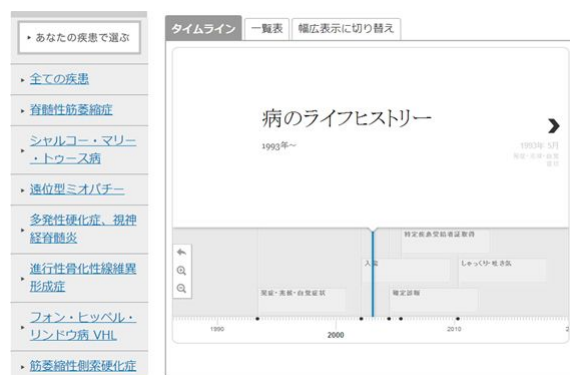 あなたの疾患で選ぶ
全ての疾患
脊髄性筋萎縮症
シャルコー・マリー
・トゥース病
遠位型ミオパチー
多発性硬化症、視神
経脊髄炎
進行性骨化性線維異
形成症
フォン・ヒッペル・
リンドウ病 VHL
筋萎縮性側索硬化症
タイムライン 一覧表 幅広表示に切り替え
病のライフヒストリー
1993年～
1993年 5月
特定疾患受給者証取得
入院
しゃっくり・吐き気
確定診断
1990
2000
2010
2